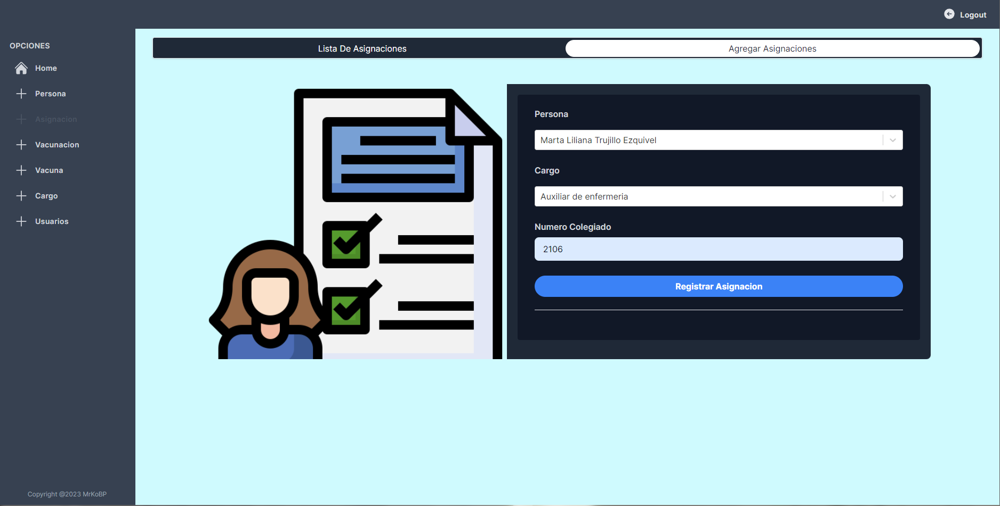 Logout
OPCIONES
Home
Persona
Asignacion
Vacunacion
Vacuna
Cargo
Usuarios
Copyright @2023 MrKoBP
Lista De Asignaciones
Agregar Asignaciones
Persona
Marta Liliana Trujillo Ezquivel
Cargo
Auxiliar de enfermeria
Numero Colegiado
2106
Registrar Asignacion